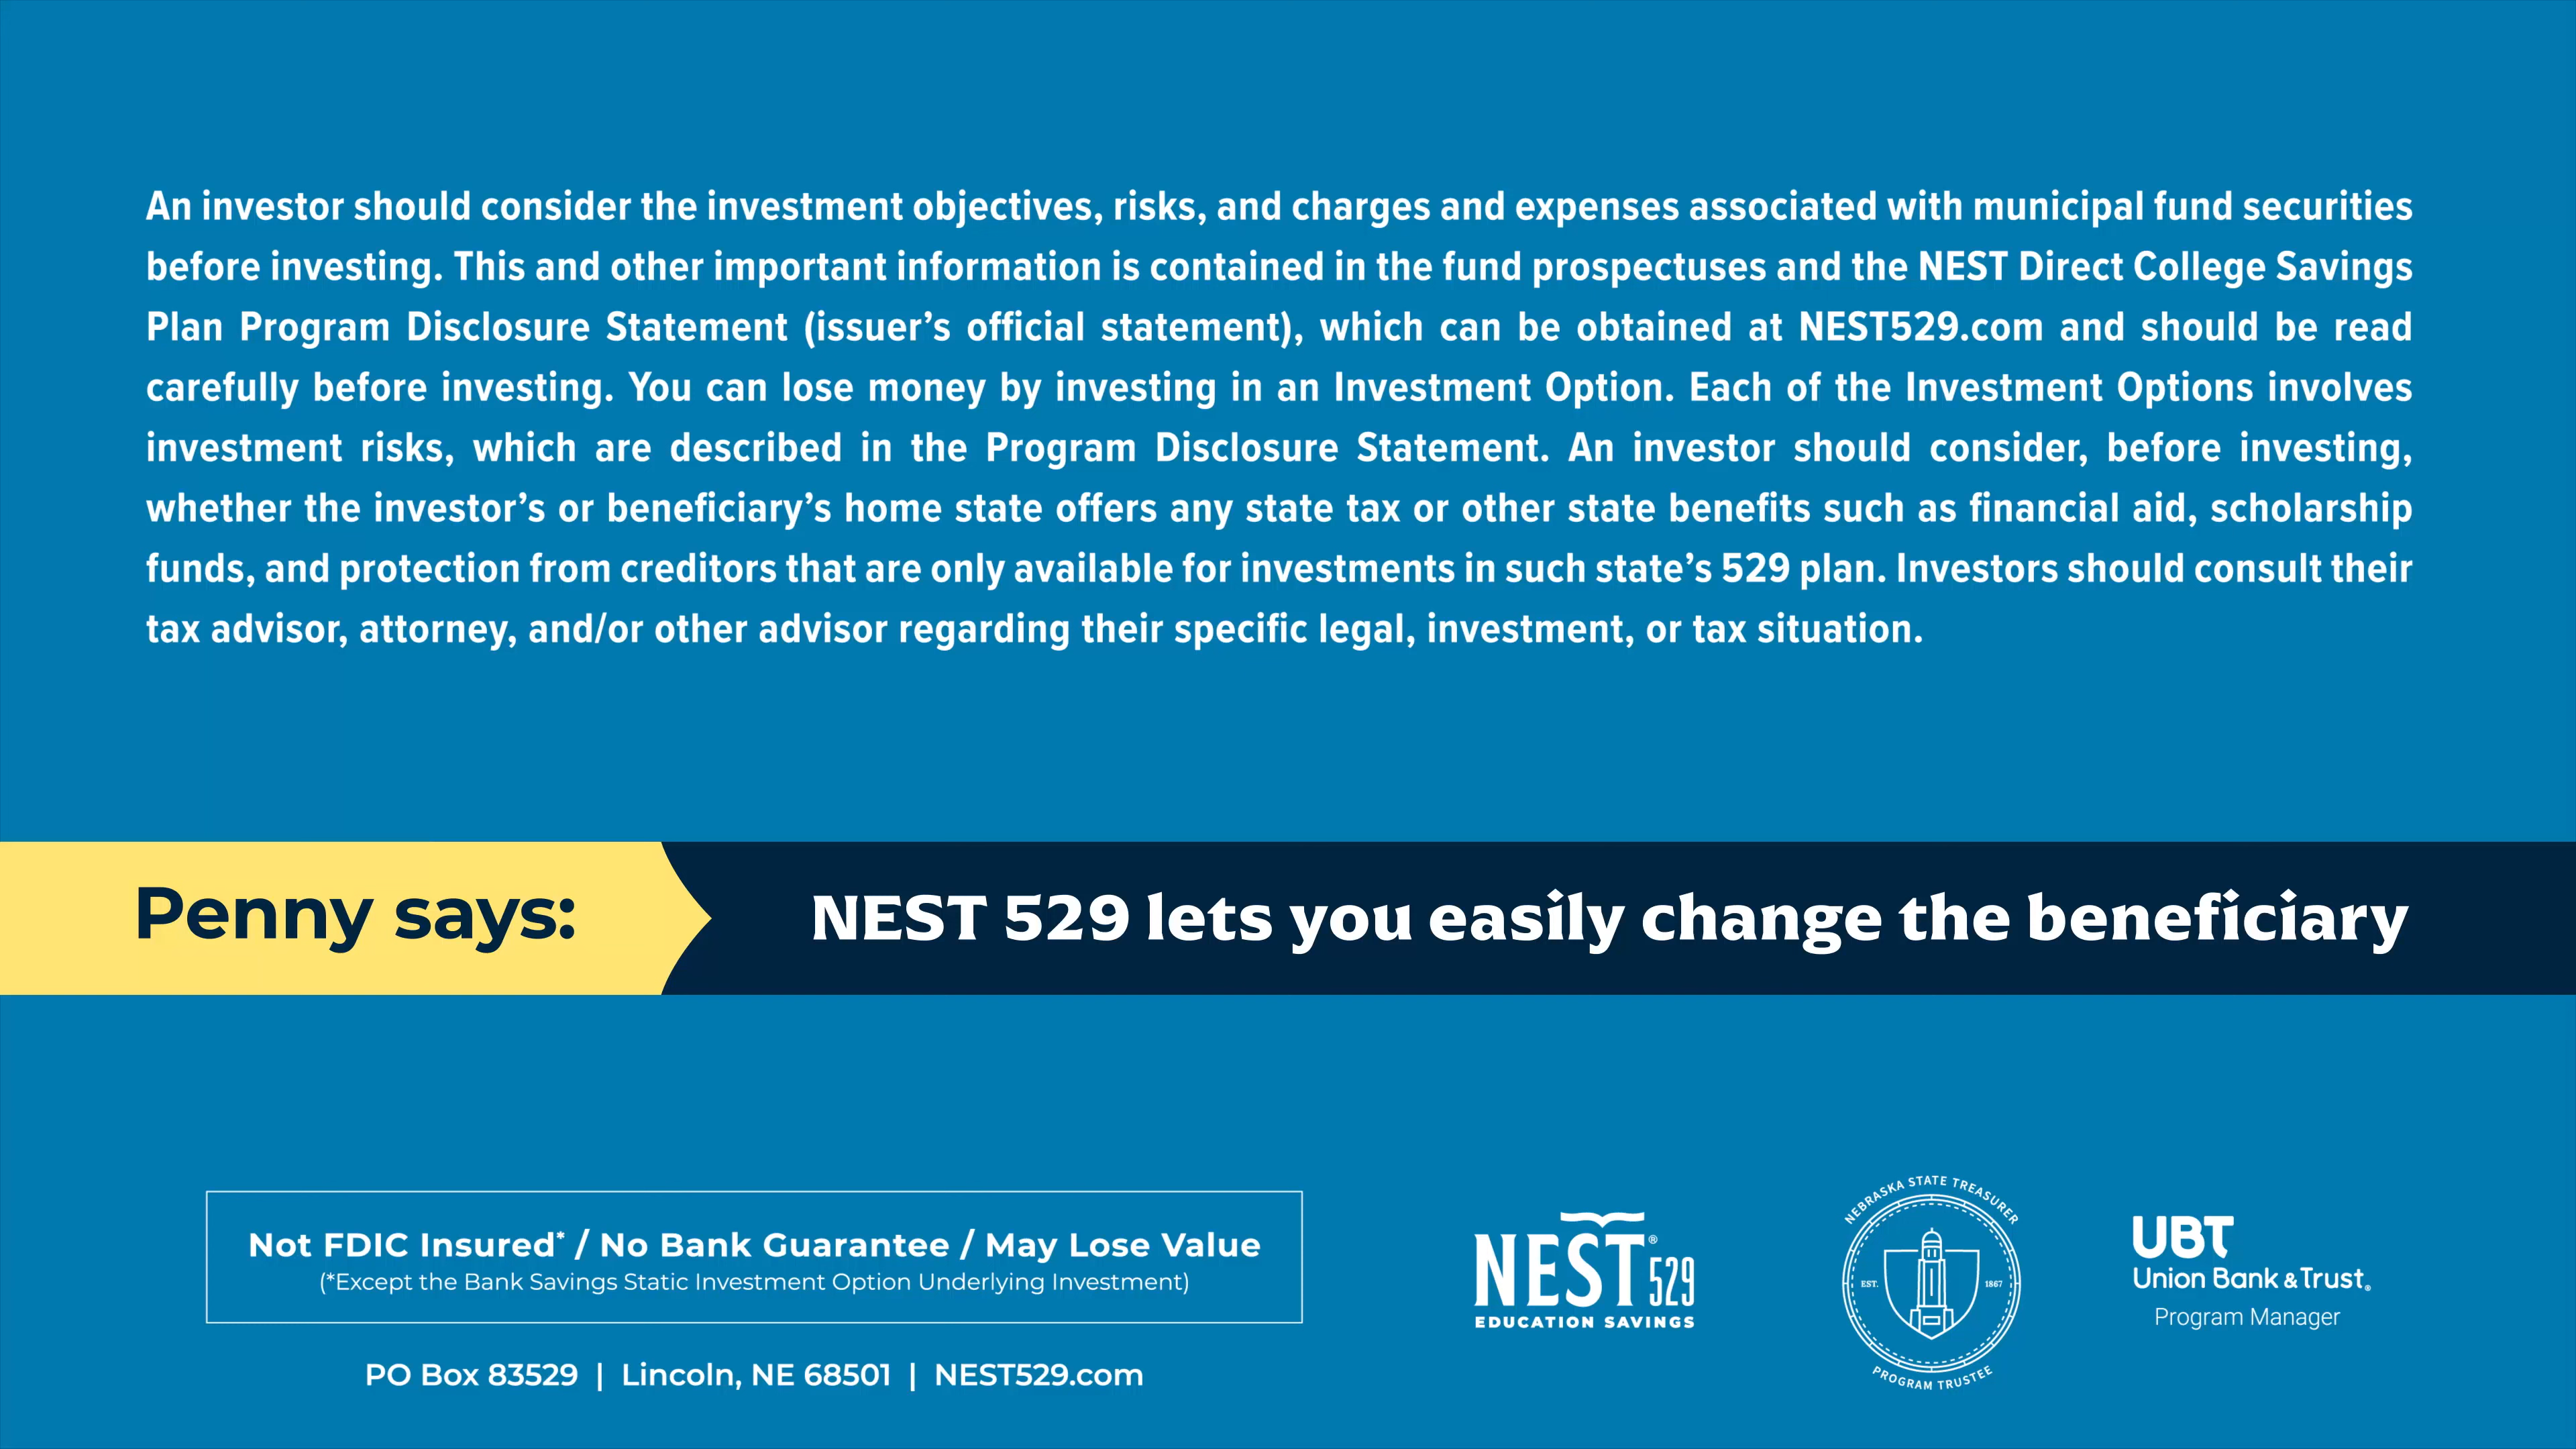 An investor should consider the investment objectives, risks, and charges and expenses associated with municipal fund securities
before investing. This and other important information is contained in the fund prospectuses and the NEST Direct College Savings
Plan Program Disclosure Statement (issuer’s official statement), which can be obtained at NEST529.com and should be read
carefully before investing. You can lose money by investing in an Investment Option. Each of the Investment Options involves
investment risks, which are described in the Program Disclosure Statement. An investor should consider, before investing,
whether the investor’s or beneficiary’s home state offers any state tax or other state benefits such as financial aid, scholarship
funds, and protection from creditors that are only available for investments in such state’s 529 plan. Investors should consult their
tax advisor, attorney, and/or other advisor regarding their specific legal, investment, or tax situation.
Penny says:
NEST 529 lets you easily change the beneficiary
Not FDIC Insured* / No Bank Guarantee / May Lose Value
(*Except the Bank Savings Static Investment Option Underlying Investment)
PO Box 83529 | Lincoln, NE 68501 | NEST529.com
NEST® 529
EDUCATION SAVINGS
NEBRASKA STATE TREASURER
EST. 1867
PROGRAM TRUSTEE
UBT
Union Bank & Trust®
Program Manager